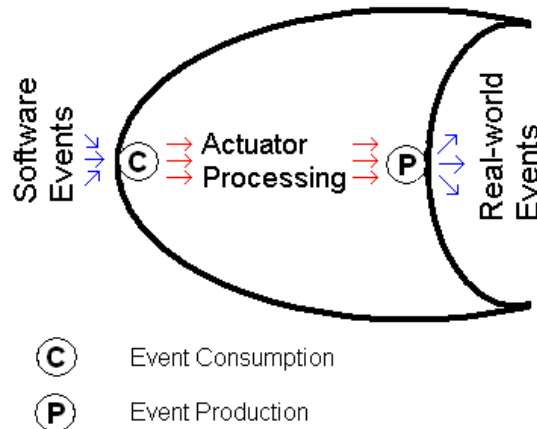 Software
Events
C
Actuator
Processing
P
Real-world
Events
C Event Consumption
P Event Production